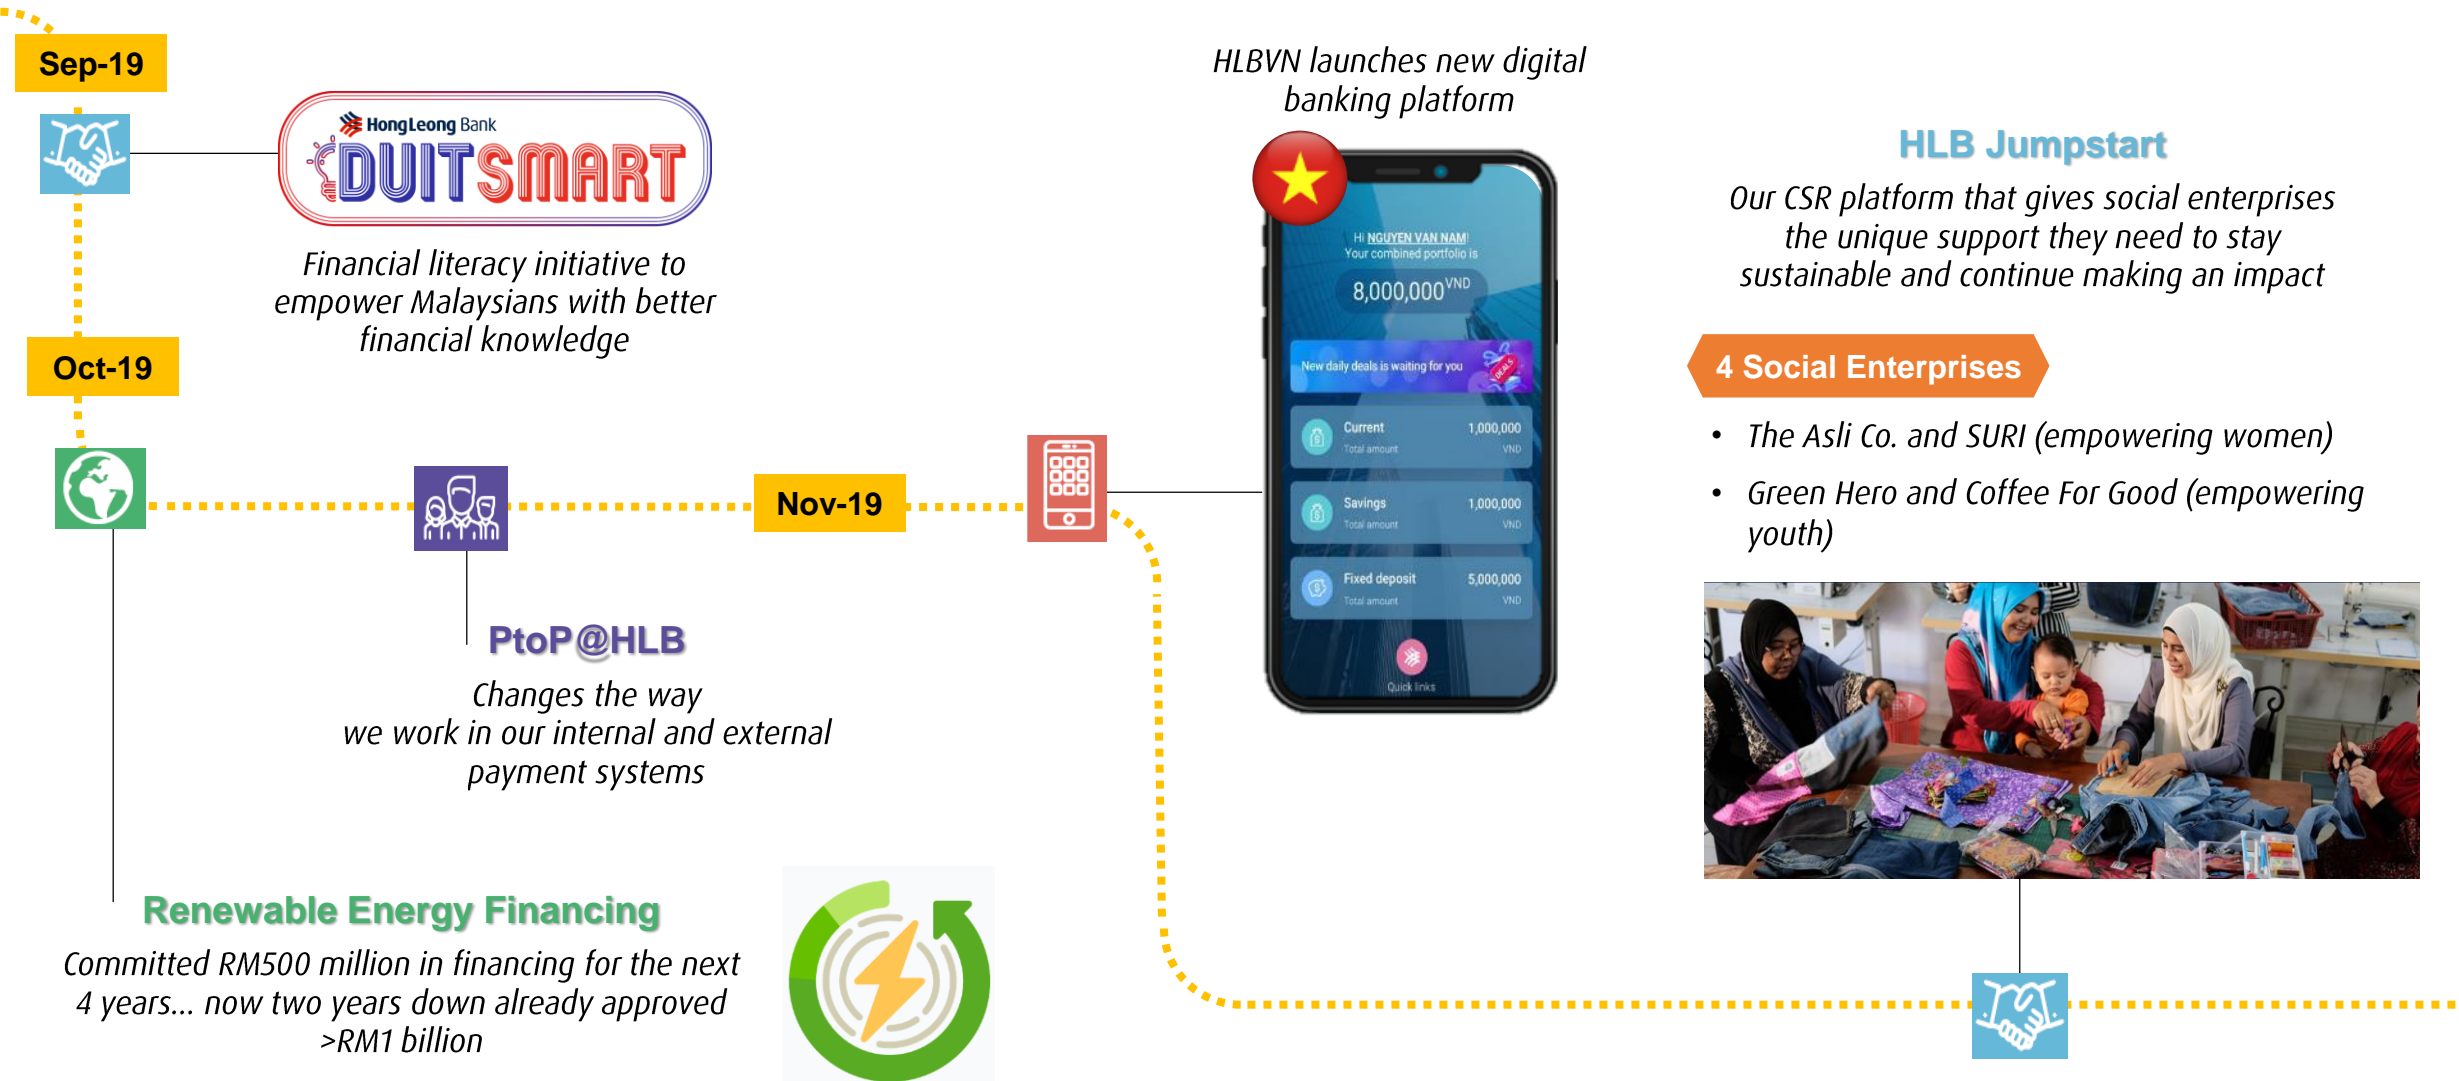 Sep-19
HongLeong Bank
DUITSMART
Financial literacy initiative to
empower Malaysians with better
financial knowledge
Oct-19
PtoP@HLB
Changes the way
we work in our internal and external
payment systems
Renewable Energy Financing
Committed RM500 million in financing for the next
4 years... now two years down already approved
>RM1 billion
Nov-19
HLBVN launches new digital
banking platform
Hi NGUYEN VAN NAM!
Your combined portfolio is
8,000,000 VND
New daily deals is waiting for you
DEALS
Current 1,000,000
Total amount VND
Savings 1,000,000
Total amount VND
Fixed deposit 5,000,000
Total amount VND
Quick links
HLB Jumpstart
Our CSR platform that gives social enterprises
the unique support they need to stay
sustainable and continue making an impact
4 Social Enterprises
• The Asli Co. and SURI (empowering women)
• Green Hero and Coffee For Good (empowering
youth)